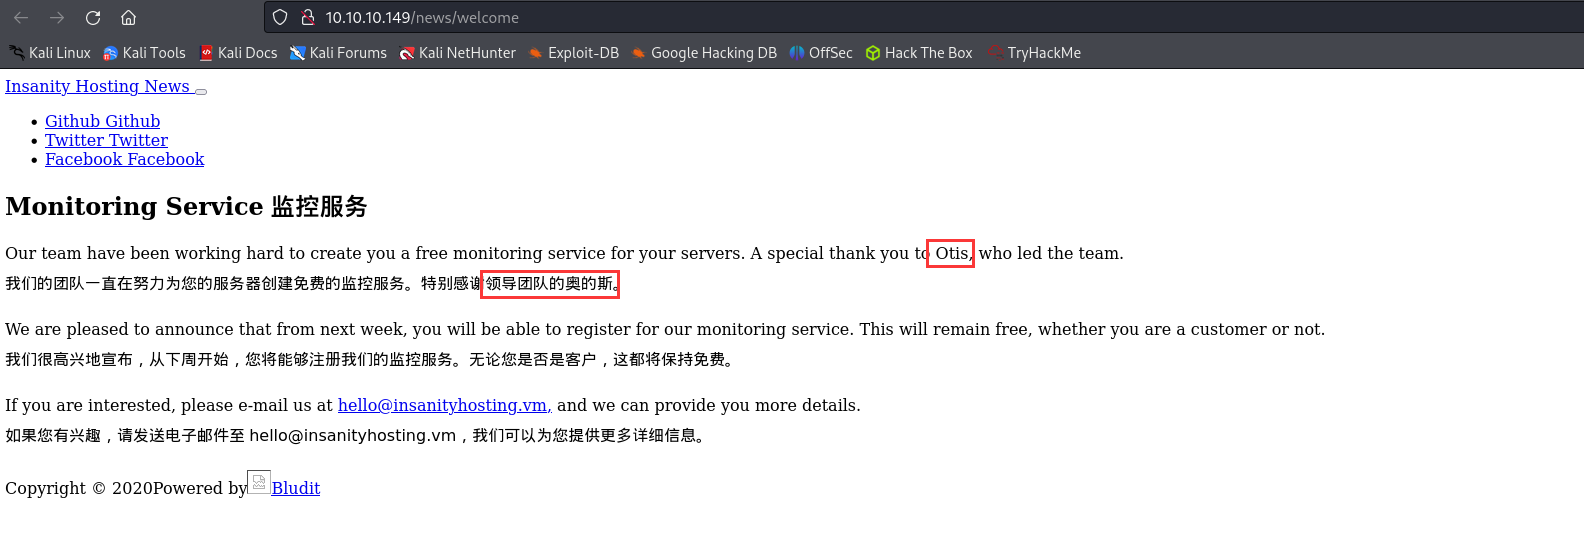 10.10.10.149/news/welcome
Kali Linux Kali Tools Kali Docs Kali Forums Kali NetHunter Exploit-DB Google Hacking DB OffSec Hack The Box TryHackMe
Insanity Hosting News
Github Github
Twitter Twitter
Facebook Facebook
Monitoring Service 监控服务
Our team have been working hard to create you a free monitoring service for your servers. A special thank you to Otis, who led the team.
我们的团队一直在努力为您的服务器创建免费的监控服务。特别感谢领导团队的奥的斯。
We are pleased to announce that from next week, you will be able to register for our monitoring service. This will remain free, whether you are a customer or not.
我们很高兴地宣布，从下周开始，您将能够注册我们的监控服务。无论您是否是客户，这都将保持免费。
If you are interested, please e-mail us at hello@insanityhosting.vm, and we can provide you more details.
如果您有兴趣，请发送电子邮件至 hello@insanityhosting.vm，我们可以为您提供更多详细信息。
Copyright © 2020Powered by Bludit